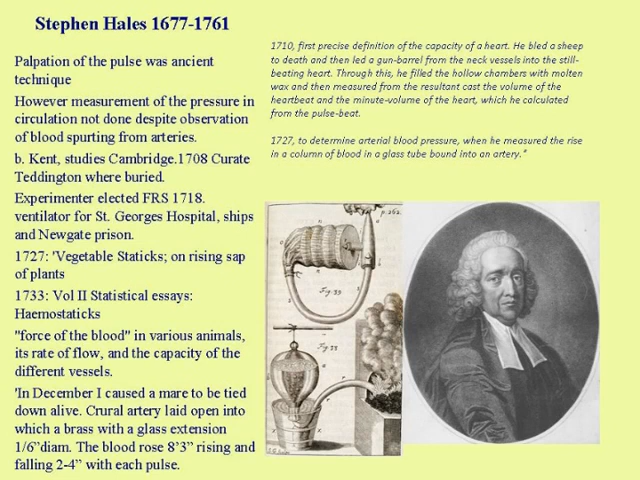 Stephen Hales 1677-1761
Palpation of the pulse was ancient
technique
However measurement of the pressure in
circulation not done despite observation
of blood spurting from arteries.
b. Kent, studies Cambridge.1708 Curate
Teddington where buried.
Experimenter elected FRS 1718.
ventilator for St. Georges Hospital, ships
and Newgate prison.
1727: 'Vegetable Staticks; on rising sap
of plants
1733: Vol II Statistical essays:
Haemostaticks
"force of the blood" in various animals,
its rate of flow, and the capacity of the
different vessels.
'In December I caused a mare to be tied
down alive. Crural artery laid open into
which a brass with a glass extension
1/6”diam. The blood rose 8’3” rising and
falling 2-4” with each pulse.
1710, first precise definition of the capacity of a heart. He bled a sheep
to death and then led a gun-barrel from the neck vessels into the still-
beating heart. Through this, he filled the hollow chambers with molten
wax and then measured from the resultant cast the volume of the
heartbeat and the minute-volume of the heart, which he calculated
from the pulse-beat.
1727, to determine arterial blood pressure, when he measured the rise
in a column of blood in a glass tube bound into an artery.”
p.262.
Fig. 33
Fig. 32